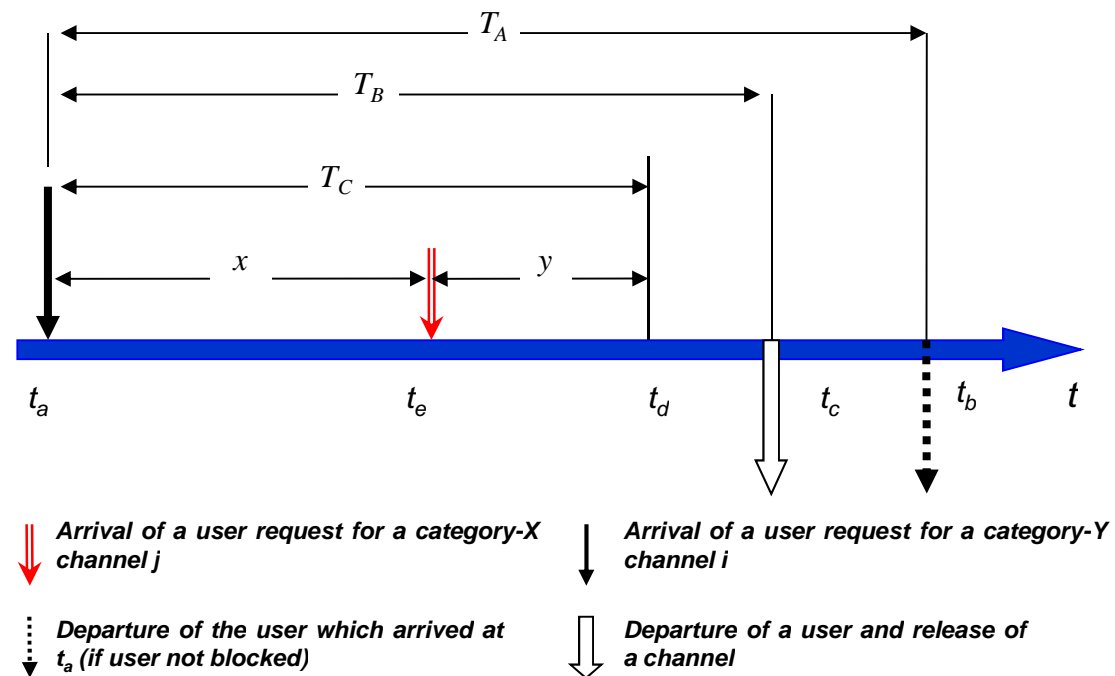 T_A
T_B
T_C
x y
t_a t_e t_d t_c t_b t
Arrival of a user request for a category-X
channel j
Arrival of a user request for a category-Y
channel i
Departure of the user which arrived at
t_a (if user not blocked)
Departure of a user and release of
a channel